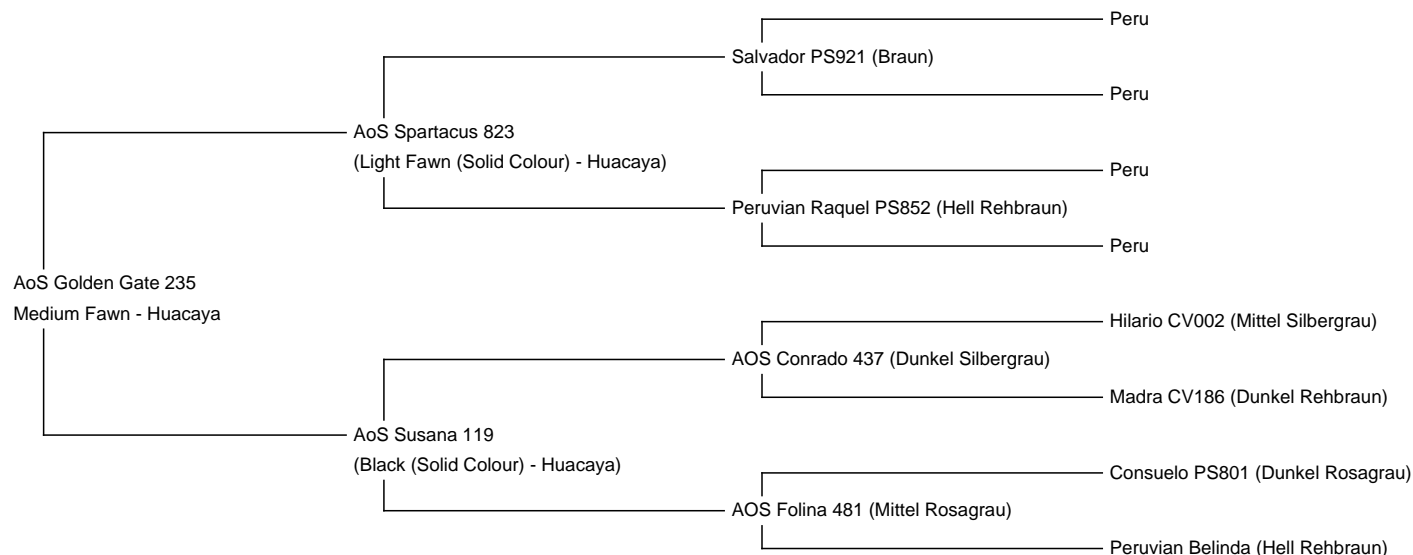 Peru
Salvador PS921 (Braun)
Peru
AoS Spartacus 823
(Light Fawn (Solid Colour) - Huacaya)
Peru
Peruvian Raquel PS852 (Hell Rehbraun)
Peru
AoS Golden Gate 235
Medium Fawn - Huacaya
Hilario CV002 (Mittel Silbergrau)
AOS Conrado 437 (Dunkel Silbergrau)
Madra CV186 (Dunkel Rehbraun)
AoS Susana 119
(Black (Solid Colour) - Huacaya)
Consuelo PS801 (Dunkel Rosagrau)
AOS Folina 481 (Mittel Rosagrau)
Peruvian Belinda (Hell Rehbraun)